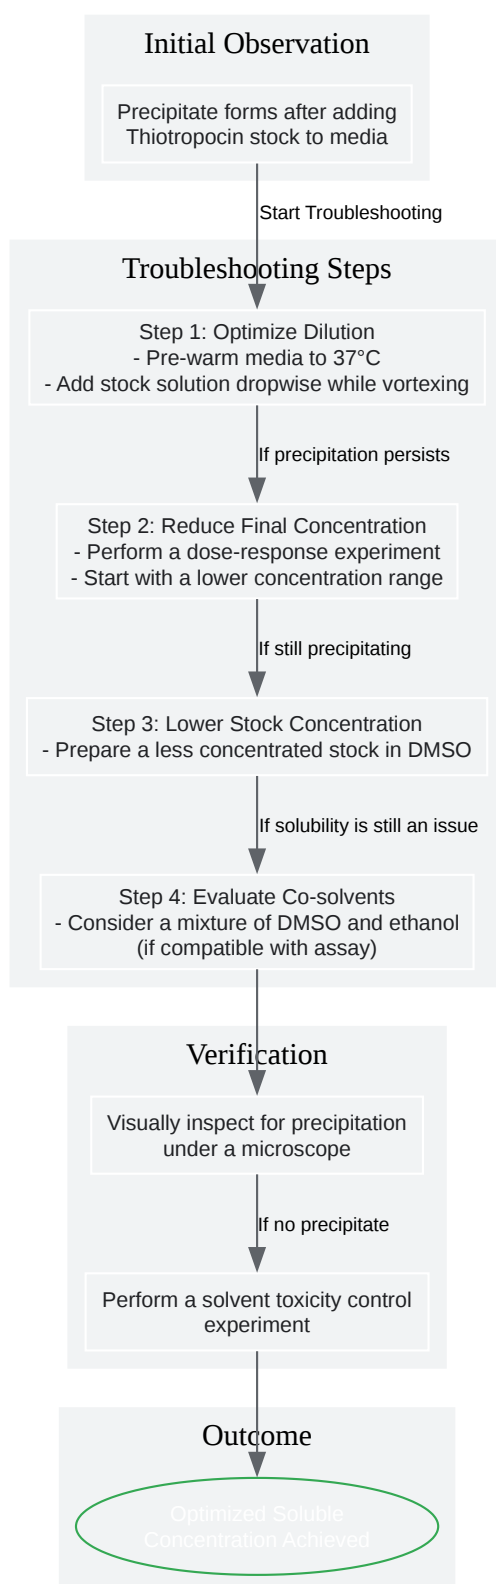 Initial Observation
Precipitate forms after adding
Thiotropocin stock to media
Start Troubleshooting
Troubleshooting Steps
Step 1: Optimize Dilution
- Pre-warm media to 37°C
- Add stock solution dropwise while vortexing
If precipitation persists
Step 2: Reduce Final Concentration
- Perform a dose-response experiment
- Start with a lower concentration range
If still precipitating
Step 3: Lower Stock Concentration
- Prepare a less concentrated stock in DMSO
If solubility is still an issue
Step 4: Evaluate Co-solvents
- Consider a mixture of DMSO and ethanol
(if compatible with assay)
Verification
Visually inspect for precipitation
under a microscope
If no precipitate
Perform a solvent toxicity control
experiment
Outcome
Optimized Soluble
Concentration Achieved